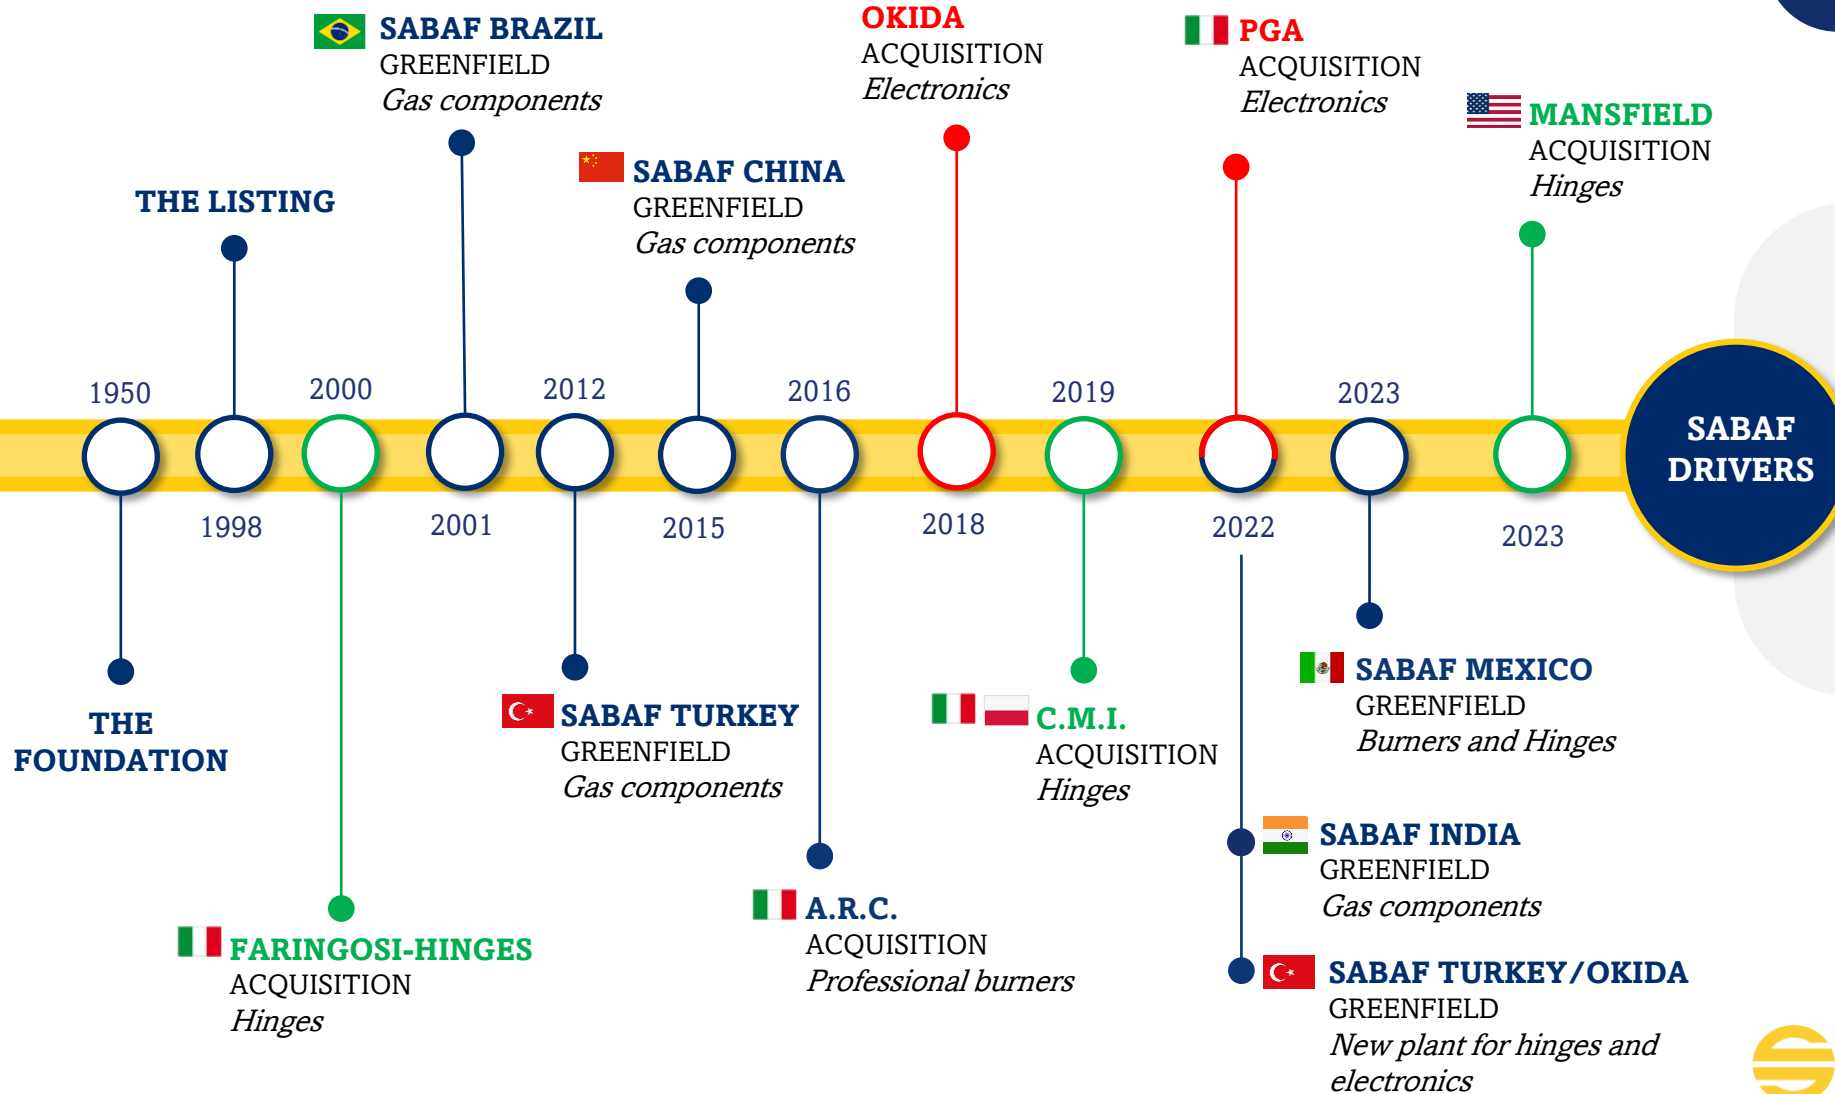 SABAF BRAZIL
GREENFIELD
Gas components
OKIDA
ACQUISITION
Electronics
PGA
ACQUISITION
Electronics
MANSFIELD
ACQUISITION
Hinges
THE LISTING
SABAF CHINA
GREENFIELD
Gas components
1950
2000
2012
2016
2019
2023
SABAF
DRIVERS
1998
2001
2015
2018
2022
2023
THE
FOUNDATION
SABAF TURKEY
GREENFIELD
Gas components
C.M.I.
ACQUISITION
Hinges
SABAF MEXICO
GREENFIELD
Burners and Hinges
SABAF INDIA
GREENFIELD
Gas components
FARINGOSI-HINGES
ACQUISITION
Hinges
A.R.C.
ACQUISITION
Professional burners
SABAF TURKEY/OKIDA
GREENFIELD
New plant for hinges and
electronics